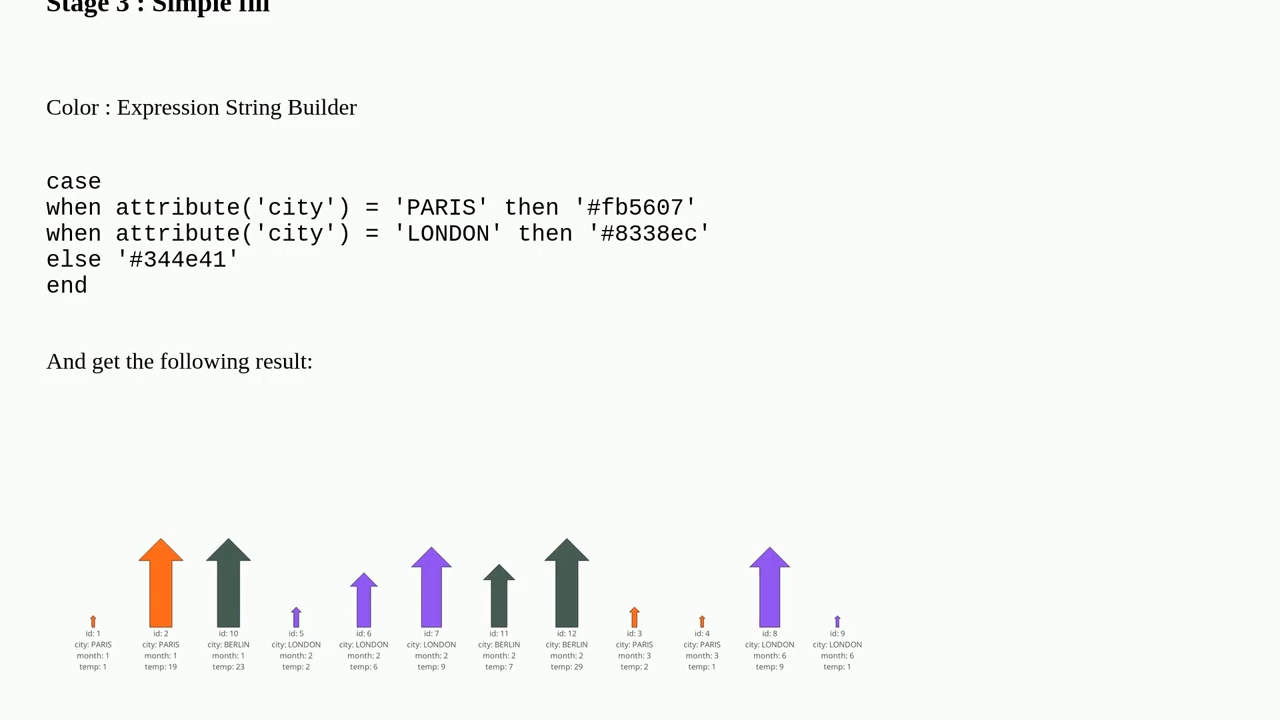 Stage 3 : Simple fill
Color : Expression String Builder
case
when attribute('city') = 'PARIS' then '#fb5607'
when attribute('city') = 'LONDON' then '#8338ec'
else '#344e41'
end
And get the following result:
id: 1 id: 2 id: 10 id: 5 id: 6 id: 7 id: 11 id: 12 id: 3 id: 4 id: 8 id: 9
city: PARIS city: PARIS city: BERLIN city: LONDON city: LONDON city: LONDON city: BERLIN city: BERLIN city: PARIS city: PARIS city: LONDON city: LONDON
month: 1 month: 1 month: 1 month: 2 month: 2 month: 2 month: 2 month: 2 month: 3 month: 3 month: 6 month: 6
temp: 1 temp: 19 temp: 23 temp: 2 temp: 6 temp: 9 temp: 7 temp: 29 temp: 2 temp: 1 temp: 9 temp: 1